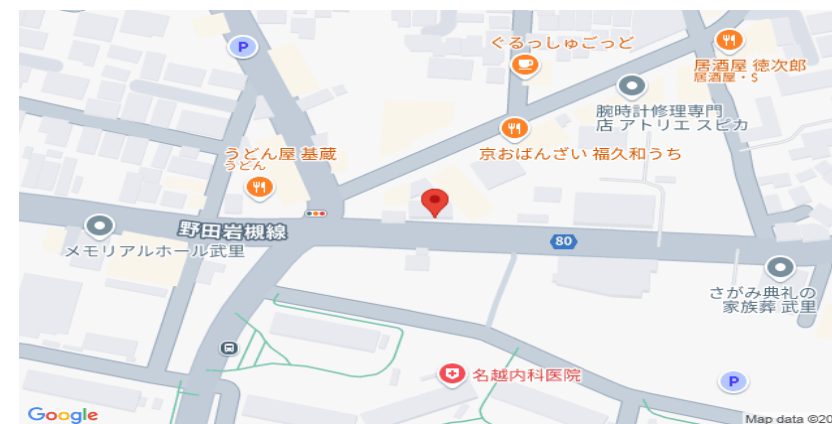 P
ぐるっしゅごっど
居酒屋 徳次郎
居酒屋・$
腕時計修理専門
店 アトリエ スピカ
京おばんざい 福久和うち
うどん屋 基蔵
うどん
野田岩槻線
メモリアルホール武里
80
さがみ典礼の
家族葬 武里
名越内科医院
P
Google
Map data ©20